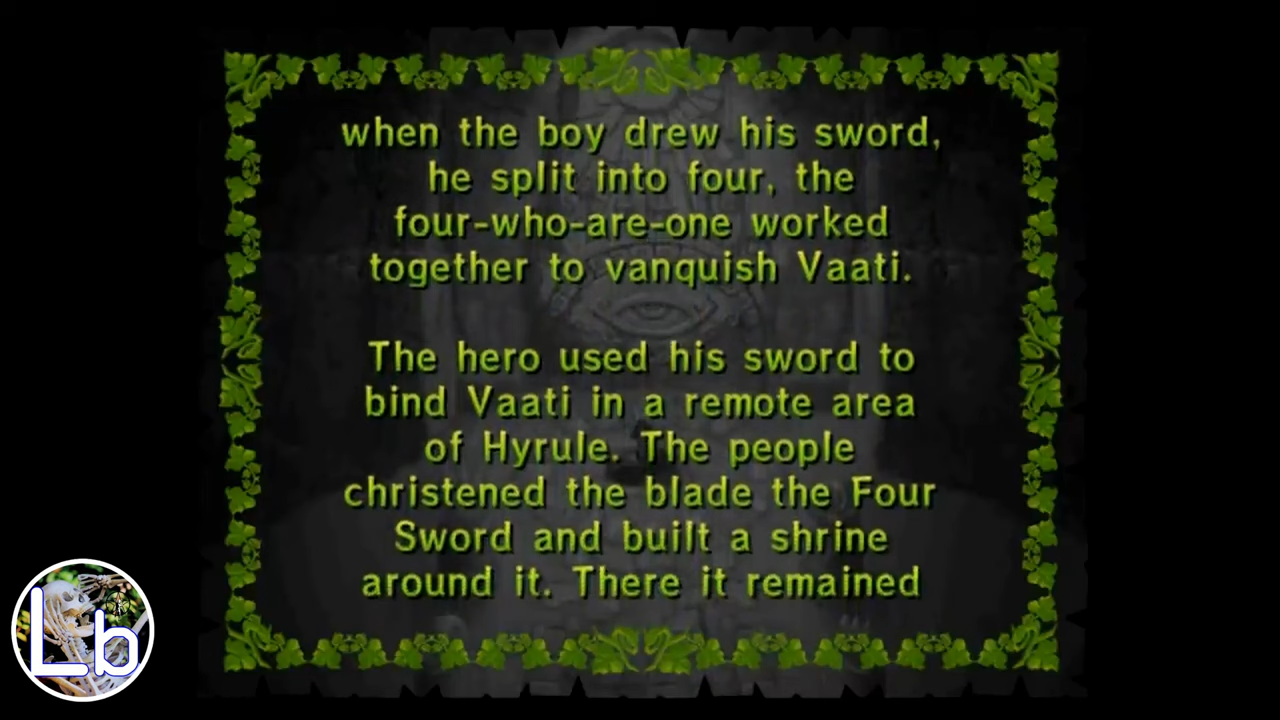 when the boy drew his sword,
he split into four, the
four-who-are-one worked
together to vanquish Vaati.
The hero used his sword to
bind Vaati in a remote area
of Hyrule. The people
christened the blade the Four
Sword and built a shrine
around it. There it remained
Lb